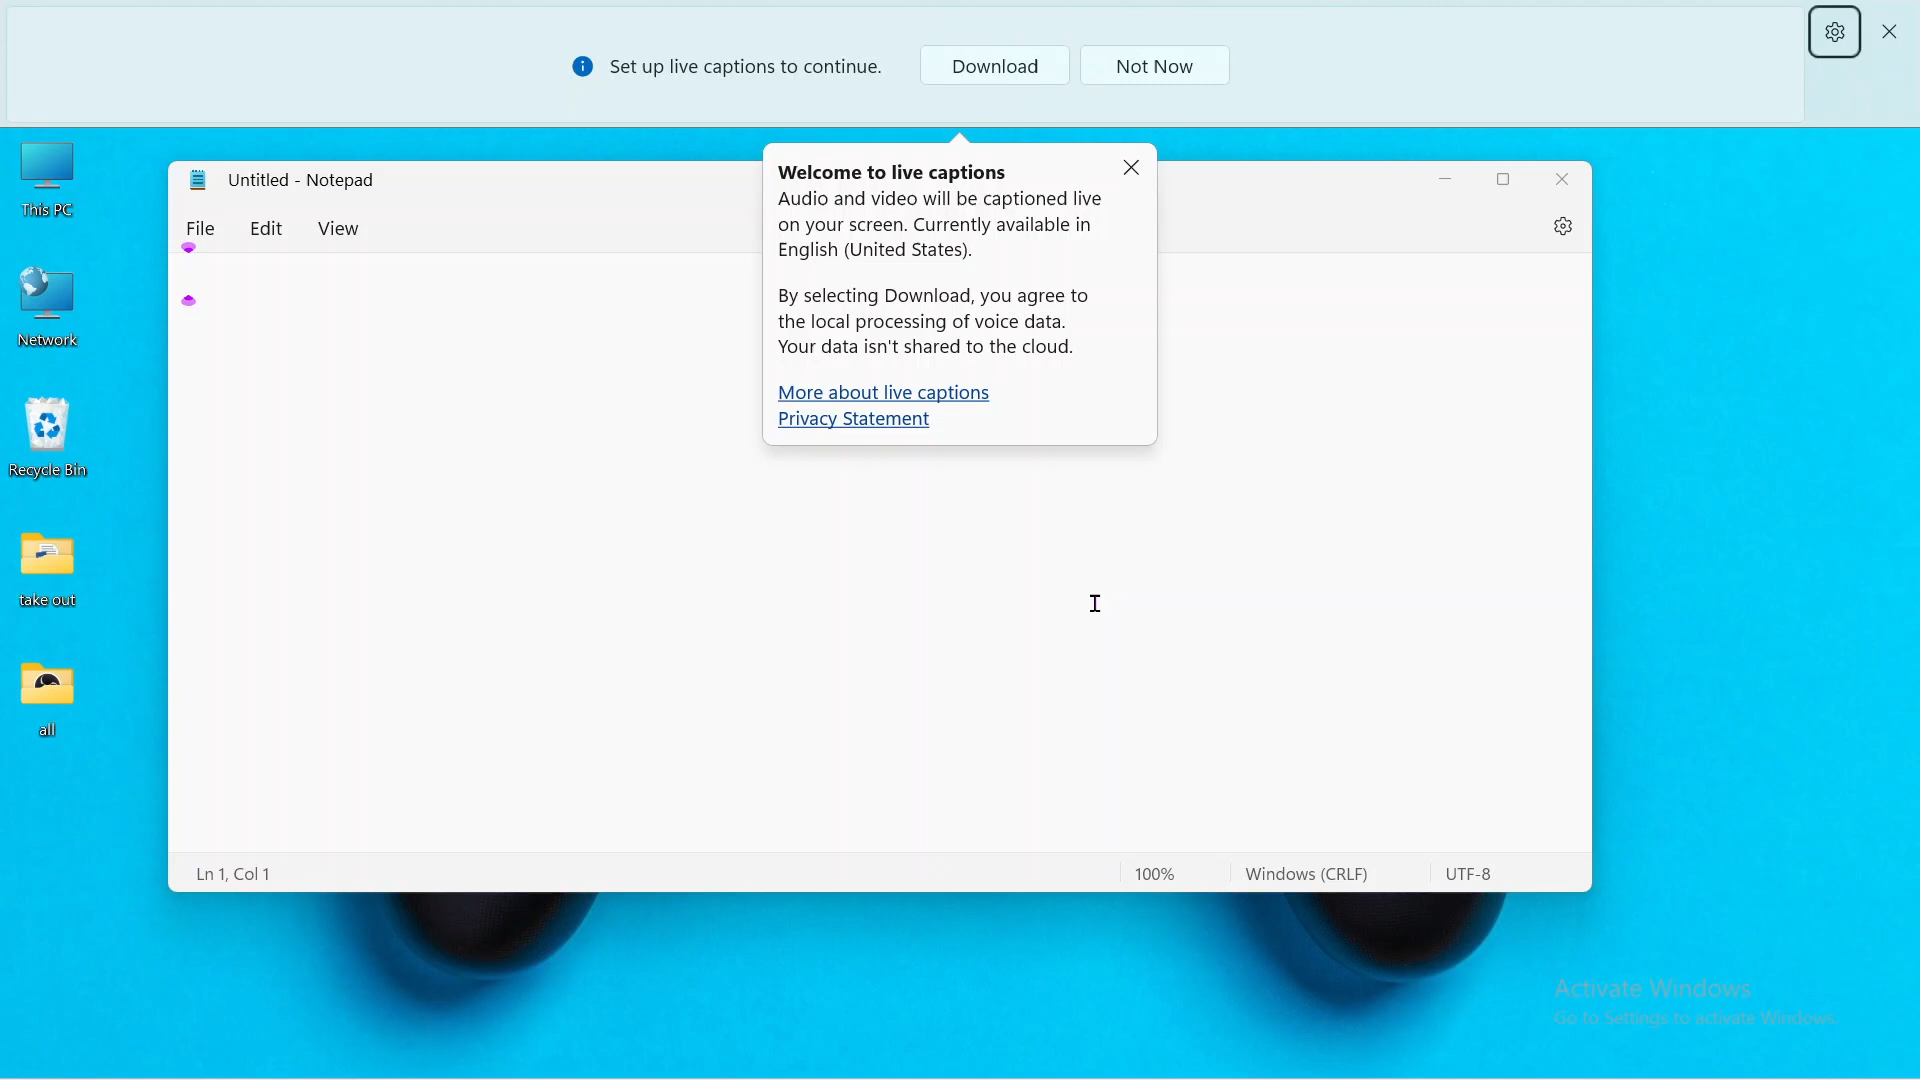 Set up live captions to continue.
Download
Not Now
Welcome to live captions
Audio and video will be captioned live
on your screen. Currently available in
English (United States).
By selecting Download, you agree to
the local processing of voice data.
Your data isn't shared to the cloud.
More about live captions
Privacy Statement
Untitled - Notepad
File Edit View
Ln 1, Col 1
100%
Windows (CRLF)
UTF-8
This PC
Network
Recycle Bin
take out
all
Activate Windows
Go to Settings to activate Windows.